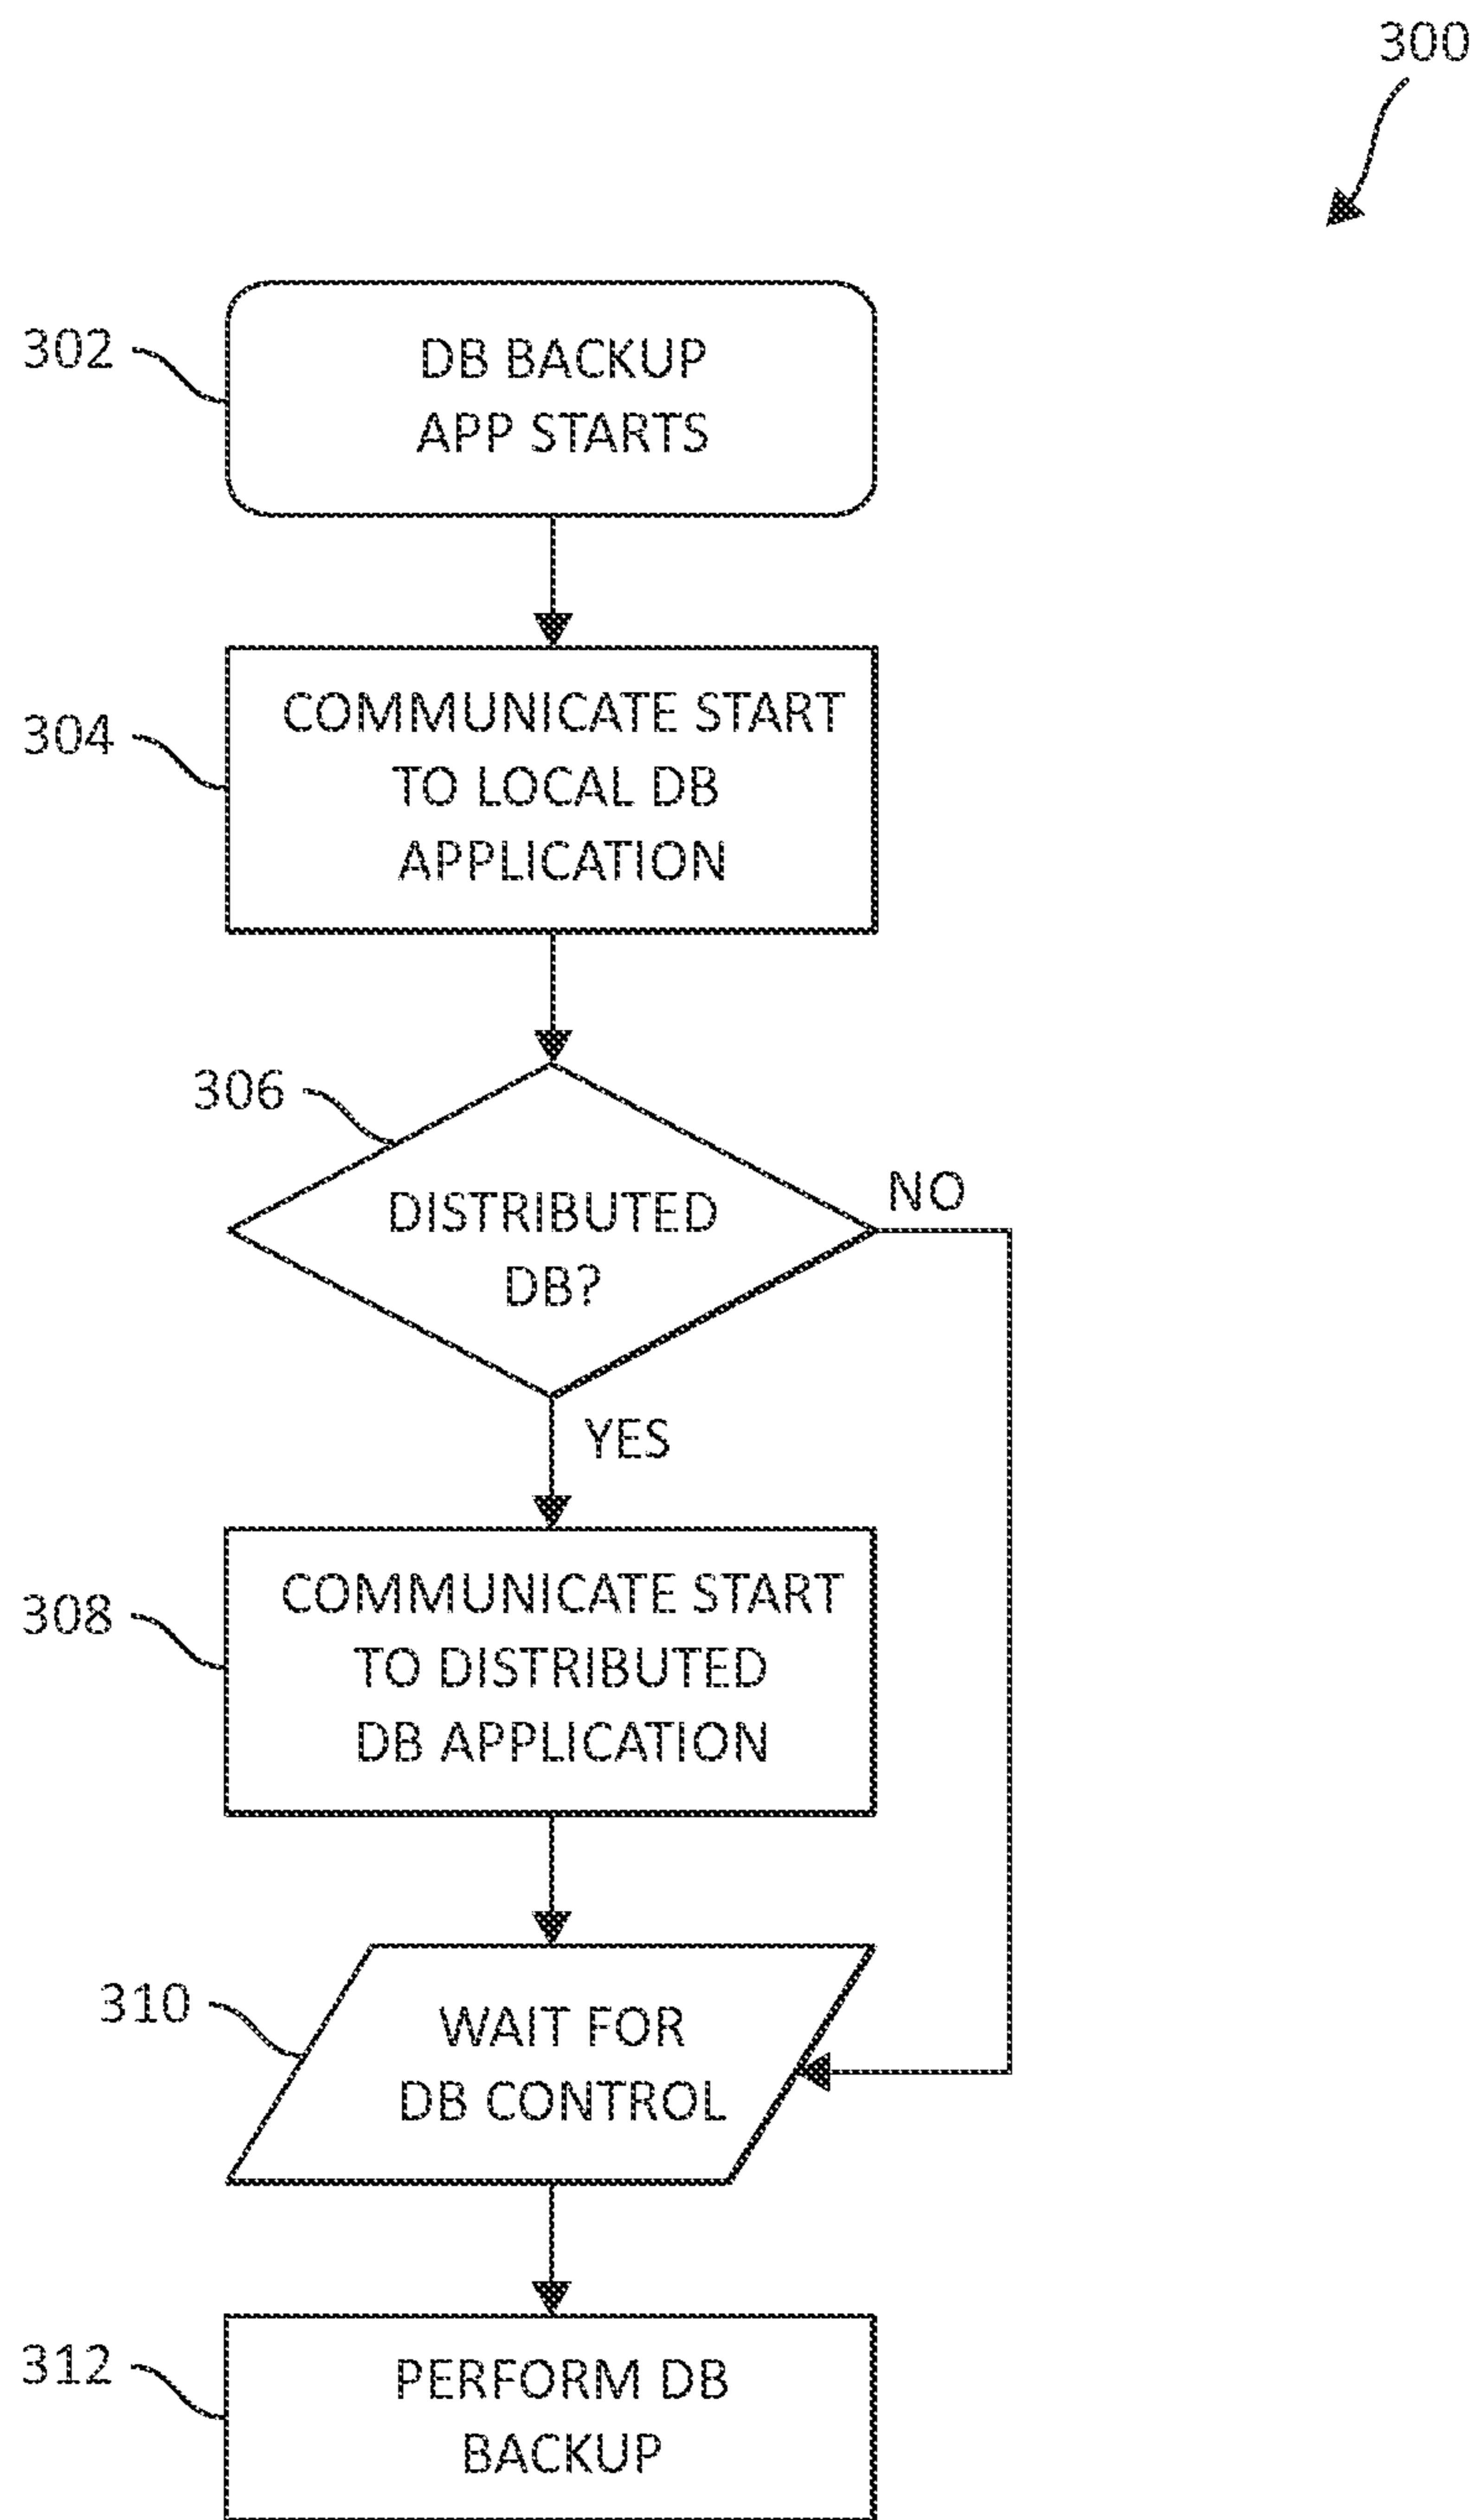 300
302
DB BACKUP
APP STARTS
304
COMMUNICATE START
TO LOCAL DB
APPLICATION
306
DISTRIBUTED
DB?
NO
YES
308
COMMUNICATE START
TO DISTRIBUTED
DB APPLICATION
310
WAIT FOR
DB CONTROL
312
PERFORM DB
BACKUP